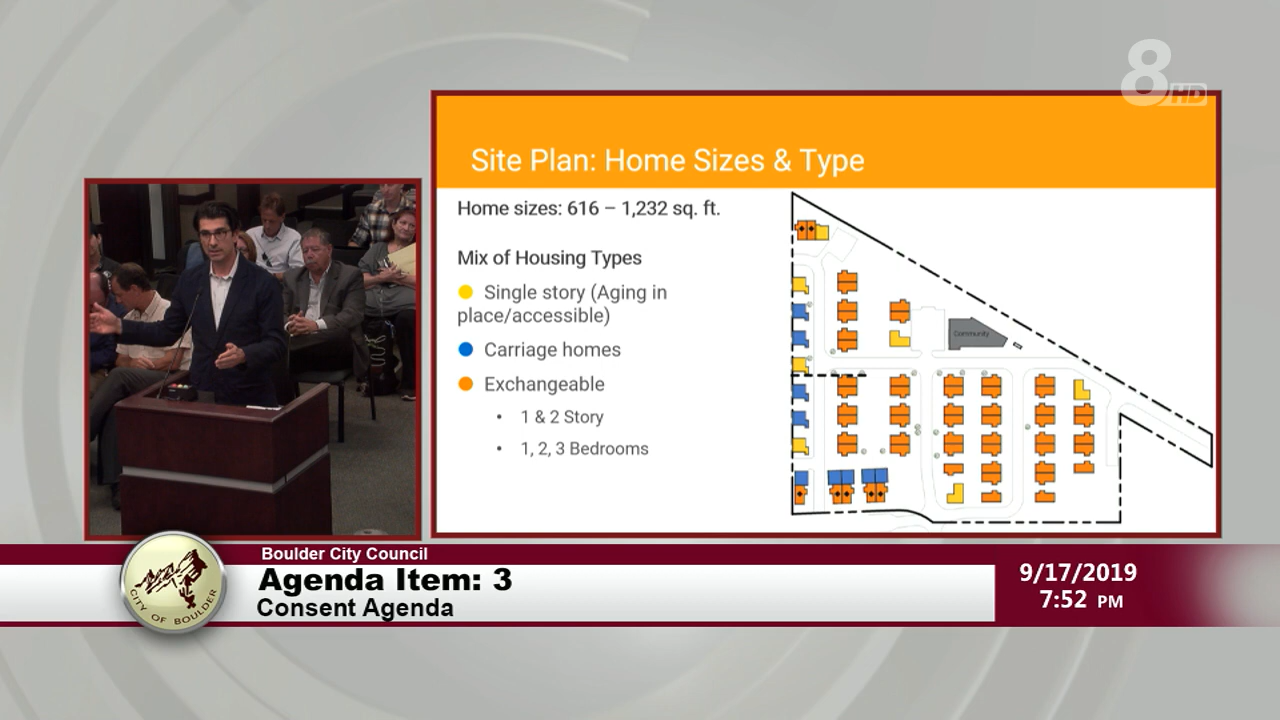 8
HD
Site Plan: Home Sizes & Type
Home sizes: 616 – 1,232 sq. ft.
Mix of Housing Types
Single story (Aging in
place/accessible)
Carriage homes
Exchangeable
• 1 & 2 Story
• 1, 2, 3 Bedrooms
Community
CITY OF BOULDER
Boulder City Council
Agenda Item: 3
Consent Agenda
9/17/2019
7:52 PM